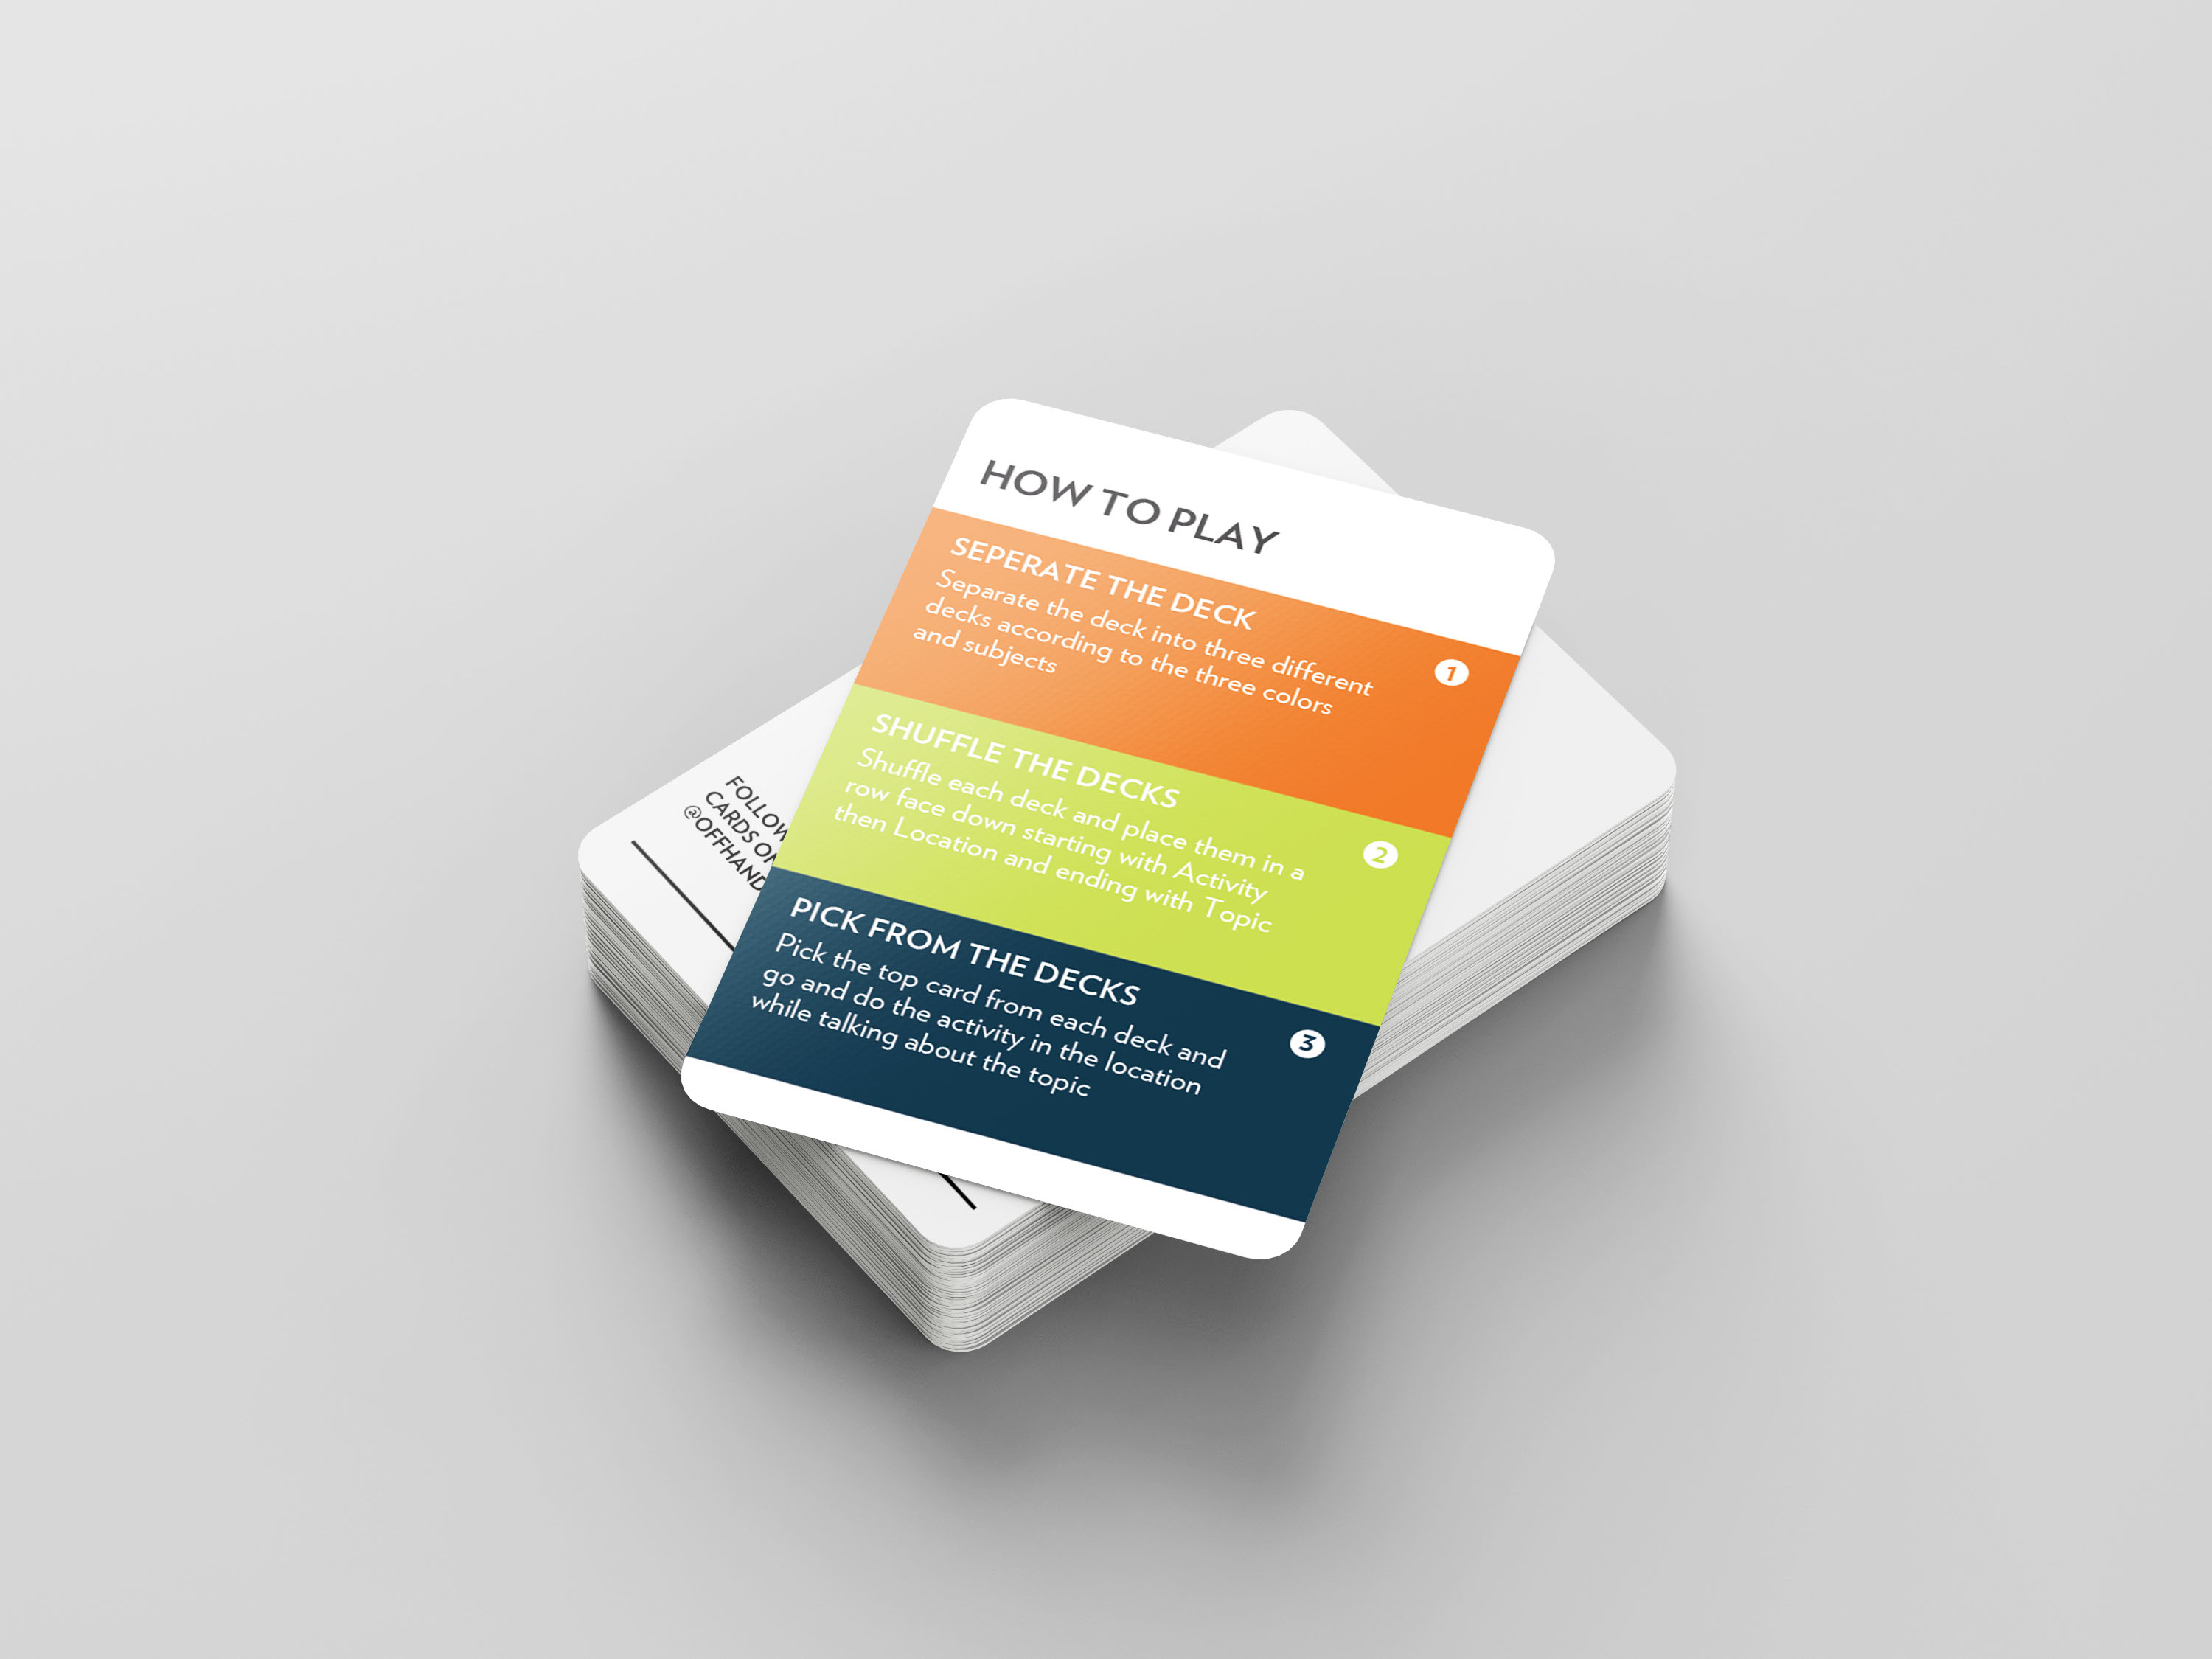 HOW TO PLAY
SEPERATE THE DECK
Separate the deck into three different
decks according to the three colors
and subjects
1
SHUFFLE THE DECKS
Shuffle each deck and place them in a
row face down starting with Activity
then Location and ending with Topic
2
PICK FROM THE DECKS
Pick the top card from each deck and
go and do the activity in the location
while talking about the topic
3
FOLLOW
CARDS ON
@OFFHAND